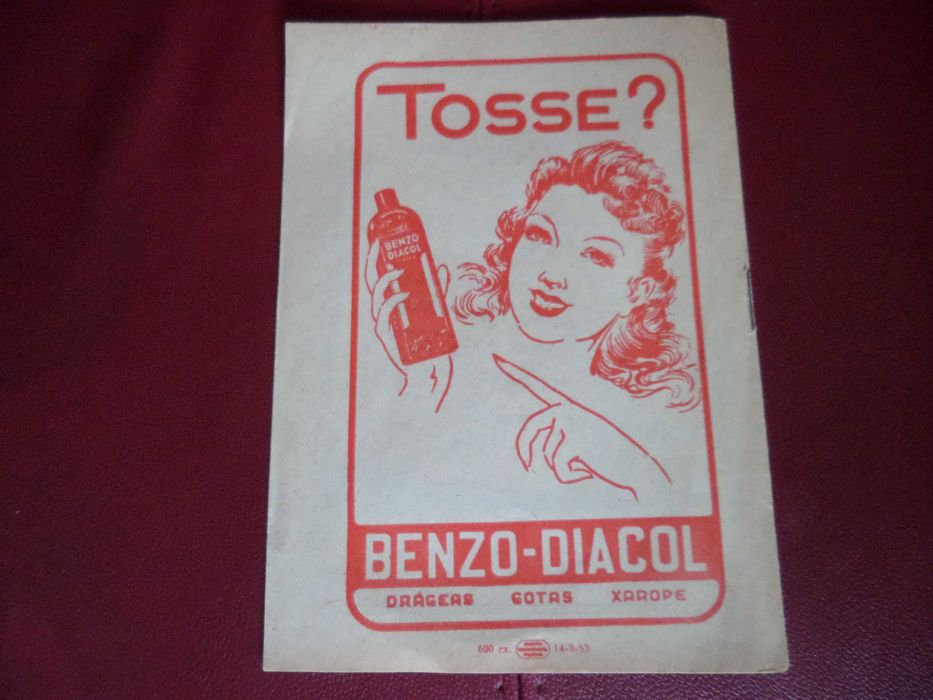 TOSSE?
BENZO
DIACOL
BENZO-DIACOL
DRÁGEAS GOTAS XAROPE
600 ex. 14-3-53